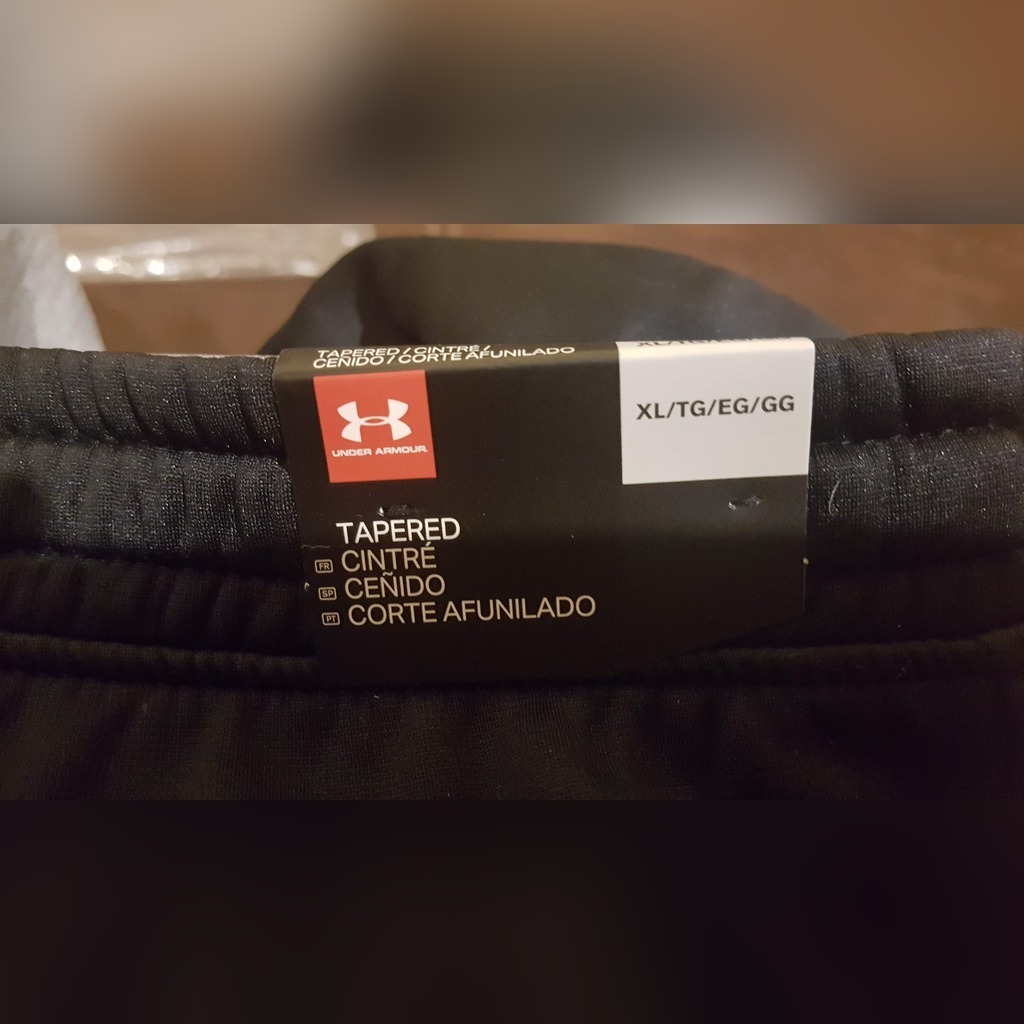 TAPERED / CINTRÉ /
CEÑIDO / CORTE AFUNILADO
UNDER ARMOUR
XL/TG/EG/GG
TAPERED
FR CINTRÉ
SP CEÑIDO
PT CORTE AFUNILADO